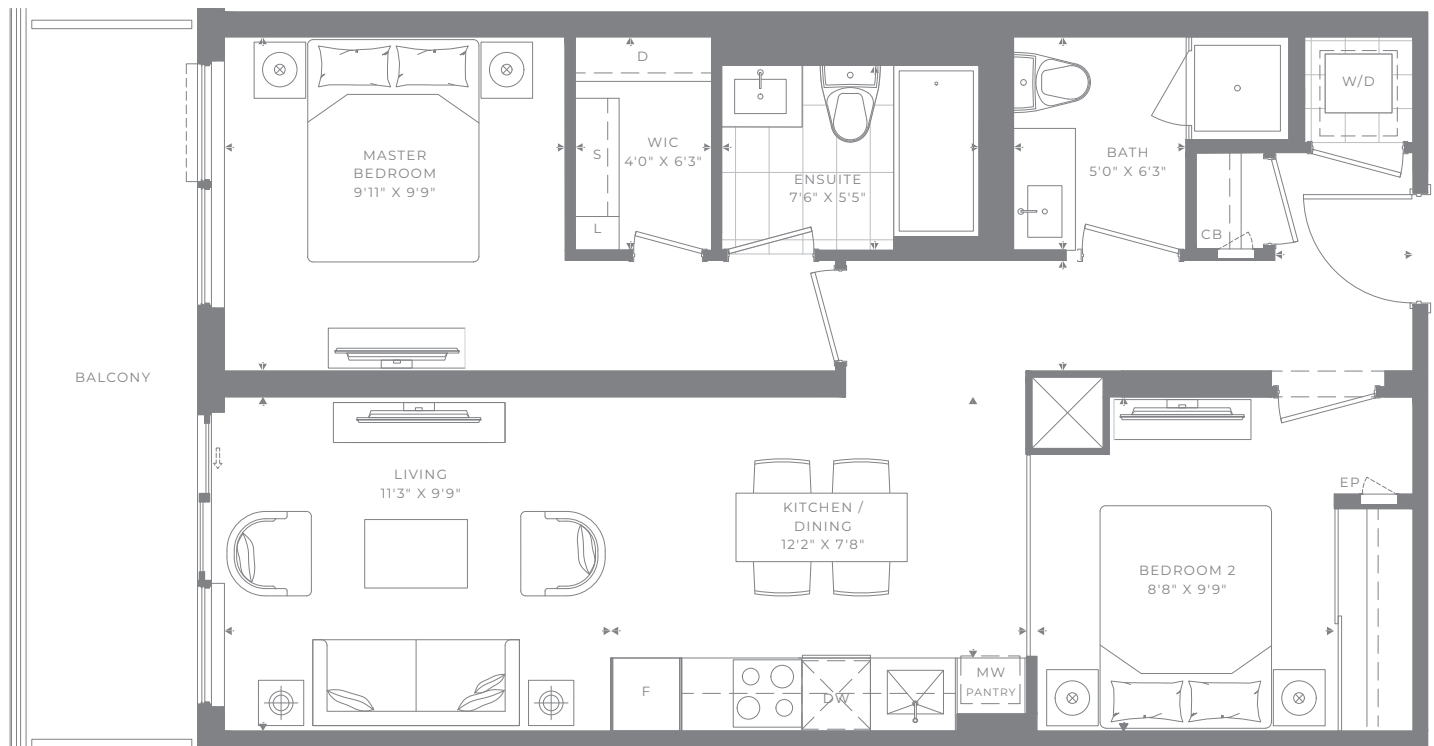 D
W/D
MASTER
BEDROOM
9'11" X 9'9"
S
WIC
4'0" X 6'3"
L
ENSUITE
7'6" X 5'5"
BATH
5'0" X 6'3"
CB
BALCONY
LIVING
11'3" X 9'9"
KITCHEN /
DINING
12'2" X 7'8"
EP
BEDROOM 2
8'8" X 9'9"
F
DW
MW
PANTRY